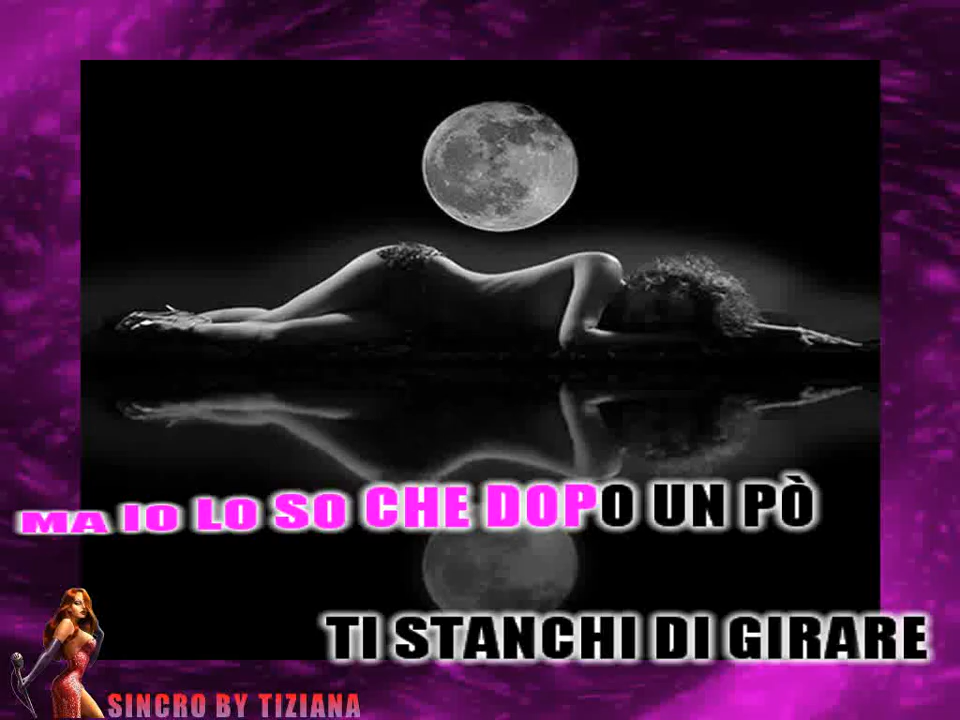 MA IO LO SO CHE DOPO UN PÒ
TI STANCHI DI GIRARE
SINCRO BY TIZIANA